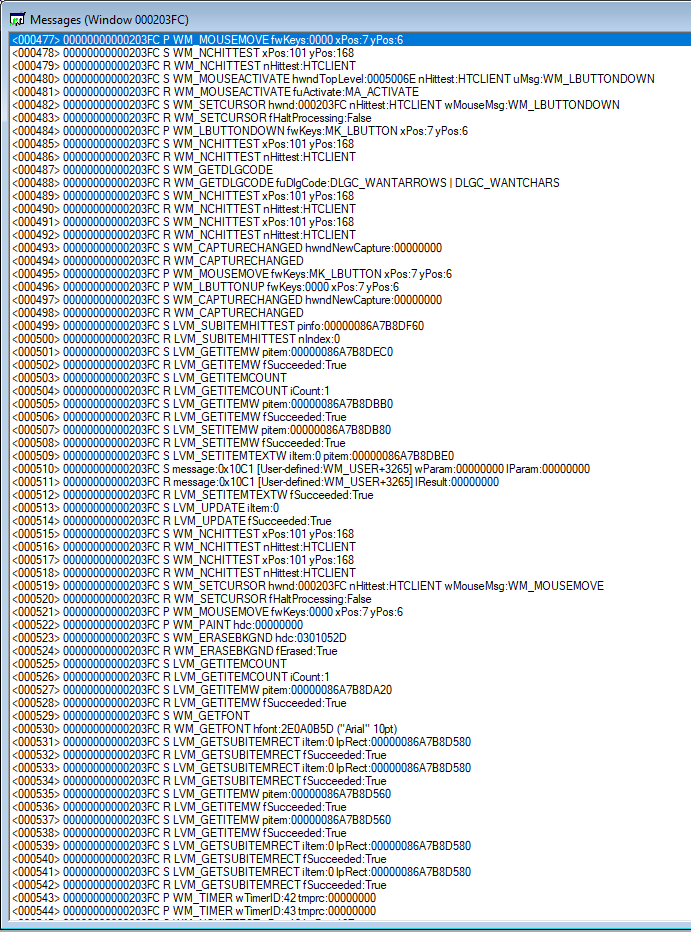 Messages (Window 000203FC)
<000477> 00000000000203FC P WM_MOUSEMOVE fwKeys:0000 xPos:7 yPos:6
<000478> 00000000000203FC S WM_NCHITTEST xPos:101 yPos:168
<000479> 00000000000203FC R WM_NCHITTEST nHittest:HTCLIENT
<000480> 00000000000203FC S WM_MOUSEACTIVATE hwndTopLevel:0005006E nHittest:HTCLIENT uMsg:WM_LBUTTONDOWN
<000481> 00000000000203FC R WM_MOUSEACTIVATE fuActivate:MA_ACTIVATE
<000482> 00000000000203FC S WM_SETCURSOR hwnd:000203FC nHittest:HTCLIENT wMouseMsg:WM_LBUTTONDOWN
<000483> 00000000000203FC R WM_SETCURSOR fHaltProcessing:False
<000484> 00000000000203FC P WM_LBUTTONDOWN fwKeys:MK_LBUTTON xPos:7 yPos:6
<000485> 00000000000203FC S WM_NCHITTEST xPos:101 yPos:168
<000486> 00000000000203FC R WM_NCHITTEST nHittest:HTCLIENT
<000487> 00000000000203FC S WM_GETDLGCODE
<000488> 00000000000203FC R WM_GETDLGCODE fuDlgCode:DLGC_WANTARROWS | DLGC_WANTCHARS
<000489> 00000000000203FC S WM_NCHITTEST xPos:101 yPos:168
<000490> 00000000000203FC R WM_NCHITTEST nHittest:HTCLIENT
<000491> 00000000000203FC S WM_NCHITTEST xPos:101 yPos:168
<000492> 00000000000203FC R WM_NCHITTEST nHittest:HTCLIENT
<000493> 00000000000203FC S WM_CAPTURECHANGED hwndNewCapture:00000000
<000494> 00000000000203FC R WM_CAPTURECHANGED
<000495> 00000000000203FC P WM_MOUSEMOVE fwKeys:MK_LBUTTON xPos:7 yPos:6
<000496> 00000000000203FC P WM_LBUTTONUP fwKeys:0000 xPos:7 yPos:6
<000497> 00000000000203FC S WM_CAPTURECHANGED hwndNewCapture:00000000
<000498> 00000000000203FC R WM_CAPTURECHANGED
<000499> 00000000000203FC S LVM_SUBITEMHITTEST pinfo:00000086A7B8DF60
<000500> 00000000000203FC R LVM_SUBITEMHITTEST nIndex:0
<000501> 00000000000203FC S LVM_GETITEMW pitem:00000086A7B8DEC0
<000502> 00000000000203FC R LVM_GETITEMW fSucceeded:True
<000503> 00000000000203FC S LVM_GETITEMCOUNT
<000504> 00000000000203FC R LVM_GETITEMCOUNT iCount:1
<000505> 00000000000203FC S LVM_GETITEMW pitem:00000086A7B8DBB0
<000506> 00000000000203FC R LVM_GETITEMW fSucceeded:True
<000507> 00000000000203FC S LVM_SETITEMW pitem:00000086A7B8DB80
<000508> 00000000000203FC R LVM_SETITEMW fSucceeded:True
<000509> 00000000000203FC S LVM_SETITEMTEXTW iItem:0 pitem:00000086A7B8DBE0
<000510> 00000000000203FC S message:0x10C1 [User-defined:WM_USER+3265] wParam:00000000 lParam:00000000
<000511> 00000000000203FC R message:0x10C1 [User-defined:WM_USER+3265] lResult:00000000
<000512> 00000000000203FC R LVM_SETITEMTEXTW fSucceeded:True
<000513> 00000000000203FC S LVM_UPDATE iItem:0
<000514> 00000000000203FC R LVM_UPDATE fSucceeded:True
<000515> 00000000000203FC S WM_NCHITTEST xPos:101 yPos:168
<000516> 00000000000203FC R WM_NCHITTEST nHittest:HTCLIENT
<000517> 00000000000203FC S WM_NCHITTEST xPos:101 yPos:168
<000518> 00000000000203FC R WM_NCHITTEST nHittest:HTCLIENT
<000519> 00000000000203FC S WM_SETCURSOR hwnd:000203FC nHittest:HTCLIENT wMouseMsg:WM_MOUSEMOVE
<000520> 00000000000203FC R WM_SETCURSOR fHaltProcessing:False
<000521> 00000000000203FC P WM_MOUSEMOVE fwKeys:0000 xPos:7 yPos:6
<000522> 00000000000203FC P WM_PAINT hdc:00000000
<000523> 00000000000203FC S WM_ERASEBKGND hdc:0301052D
<000524> 00000000000203FC R WM_ERASEBKGND fErased:True
<000525> 00000000000203FC S LVM_GETITEMCOUNT
<000526> 00000000000203FC R LVM_GETITEMCOUNT iCount:1
<000527> 00000000000203FC S LVM_GETITEMW pitem:00000086A7B8DA20
<000528> 00000000000203FC R LVM_GETITEMW fSucceeded:True
<000529> 00000000000203FC S WM_GETFONT
<000530> 00000000000203FC R WM_GETFONT hfont:2E0A0B5D ("Arial" 10pt)
<000531> 00000000000203FC S LVM_GETSUBITEMRECT iItem:0 lpRect:00000086A7B8D580
<000532> 00000000000203FC R LVM_GETSUBITEMRECT fSucceeded:True
<000533> 00000000000203FC S LVM_GETSUBITEMRECT iItem:0 lpRect:00000086A7B8D580
<000534> 00000000000203FC R LVM_GETSUBITEMRECT fSucceeded:True
<000535> 00000000000203FC S LVM_GETITEMW pitem:00000086A7B8D560
<000536> 00000000000203FC R LVM_GETITEMW fSucceeded:True
<000537> 00000000000203FC S LVM_GETITEMW pitem:00000086A7B8D560
<000538> 00000000000203FC R LVM_GETITEMW fSucceeded:True
<000539> 00000000000203FC S LVM_GETSUBITEMRECT iItem:0 lpRect:00000086A7B8D580
<000540> 00000000000203FC R LVM_GETSUBITEMRECT fSucceeded:True
<000541> 00000000000203FC S LVM_GETSUBITEMRECT iItem:0 lpRect:00000086A7B8D580
<000542> 00000000000203FC R LVM_GETSUBITEMRECT fSucceeded:True
<000543> 00000000000203FC P WM_TIMER wTimerID:42 tmprc:00000000
<000544> 00000000000203FC P WM_TIMER wTimerID:43 tmprc:00000000